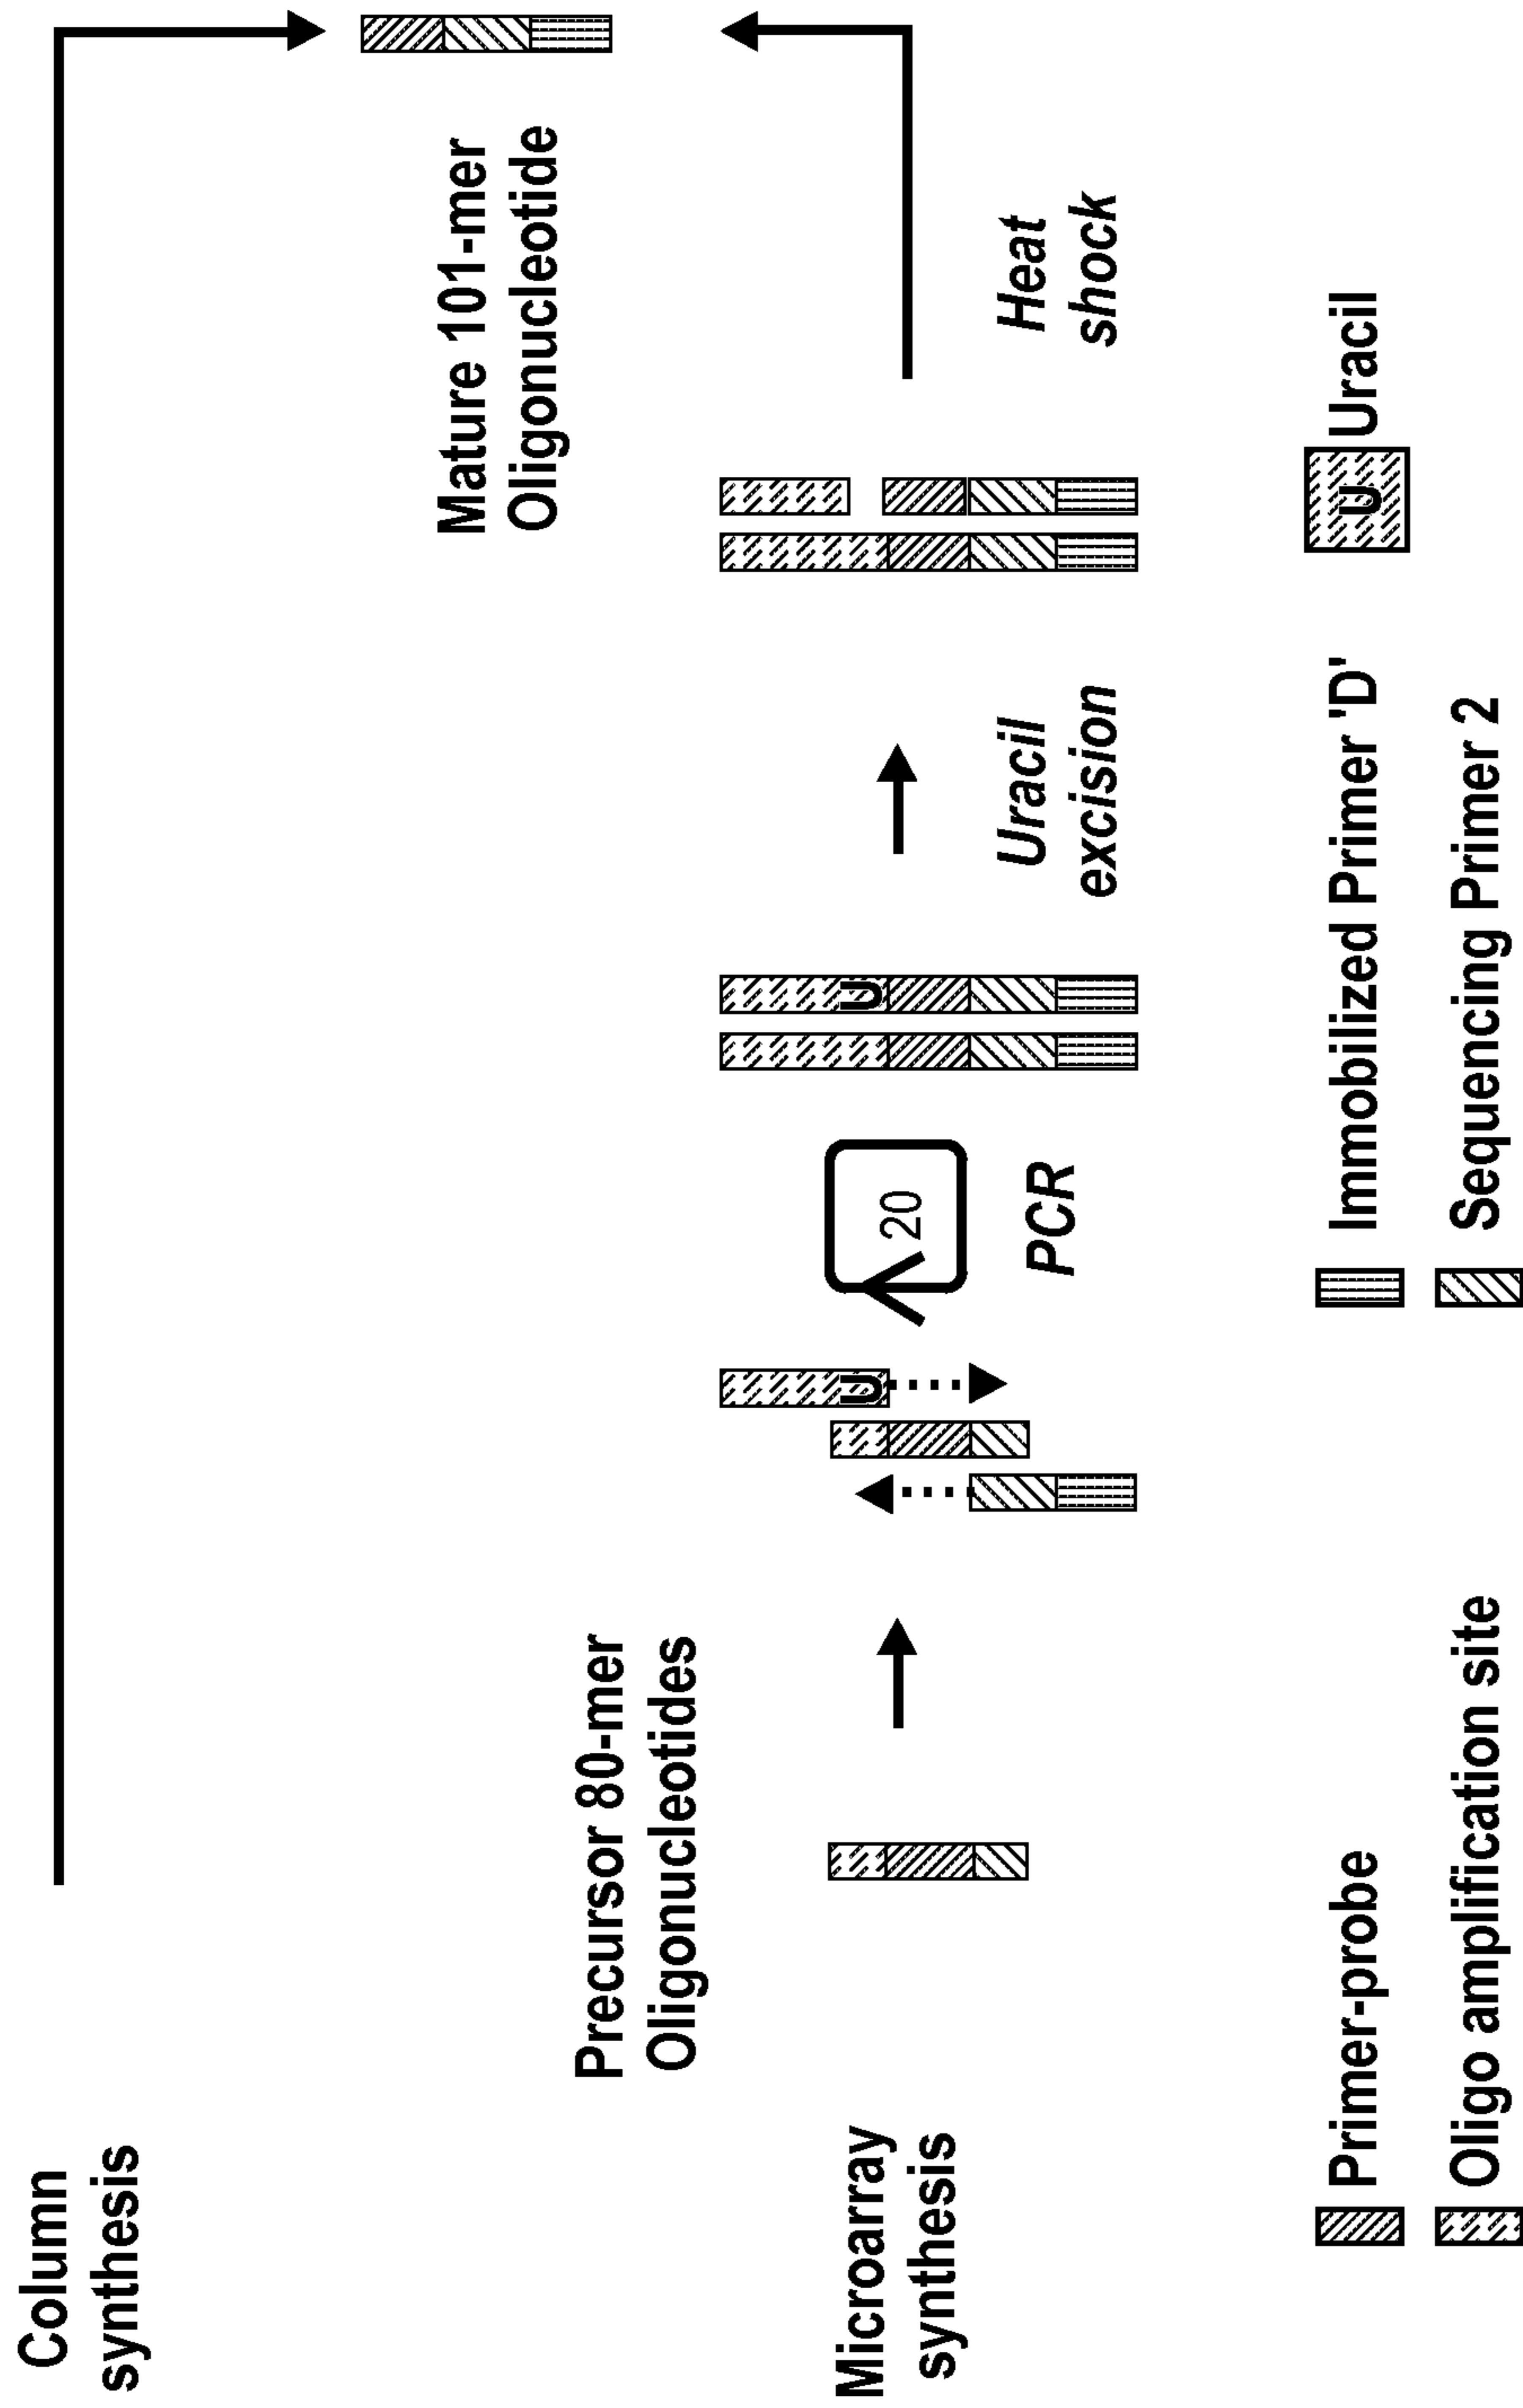 Column
synthesis
Mature 101-mer
Oligonucleotide
Precursor 80-mer
Oligonucleotides
Microarray
synthesis
U
20
PCR
U
Uracil
excision
Heat
shock
Primer-probe
Immobilized Primer 'D'
U
Uracil
Oligo amplification site
Sequencing Primer 2